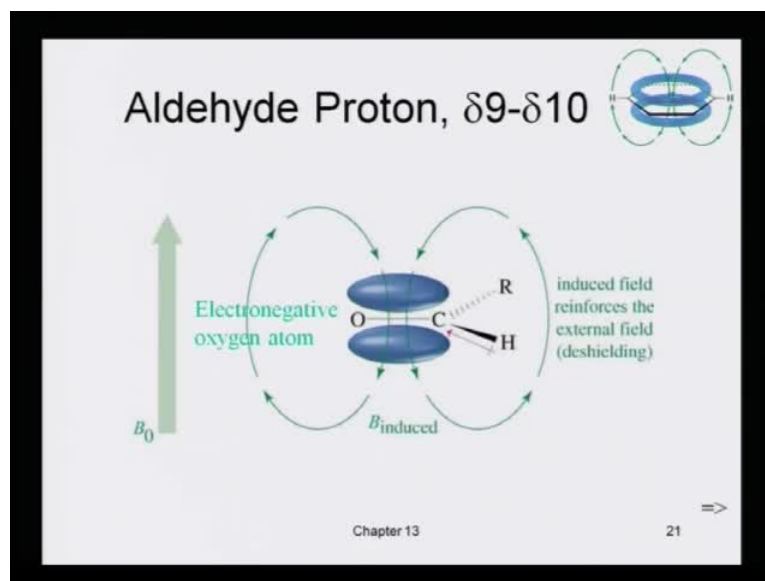 Aldehyde Proton, δ9-δ10
H
H
Electronegative
oxygen atom
O
C
R
H
induced field
reinforces the
external field
(deshielding)
B0
Binduced
=>
Chapter 13
21